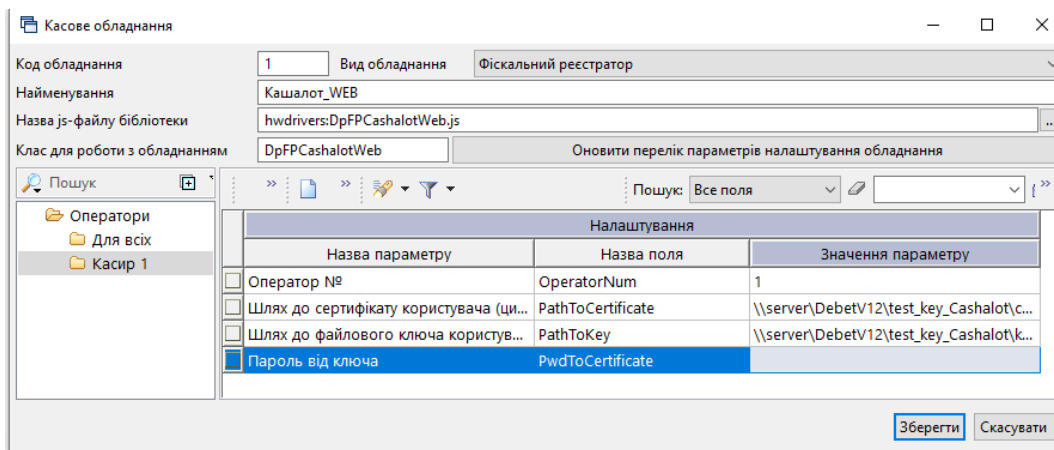 Касове обладнання
Код обладнання 1 Вид обладнання Фіскальний реєстратор
Найменування Кашалот_WEB
Назва js-файлу бібліотеки hwdrivers:DpFPCashalotWeb.js ...
Клас для роботи з обладнанням DpFPCashalotWeb Оновити перелік параметрів налаштування обладнання
Пошук » » Пошук: Все поля »
Оператори
Для всіх
Касир 1
Налаштування
Назва параметру Назва поля Значення параметру
Оператор № OperatorNum 1
Шлях до сертифікату користувача (ци... PathToCertificate \\server\DebetV12\test_key_Cashalot\c...
Шлях до файлового ключа користув... PathToKey \\server\DebetV12\test_key_Cashalot\k...
Пароль від ключа PwdToCertificate
Зберегти Скасувати